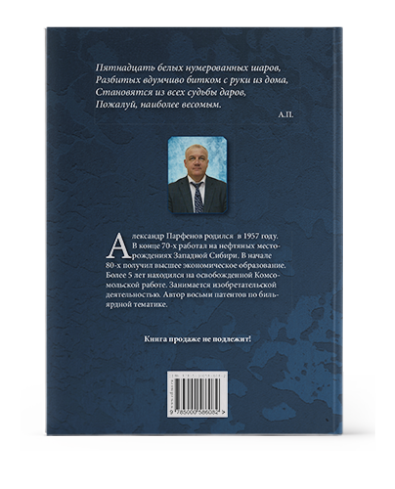 Пятнадцать белых нумерованных шаров,
Разбитых вдумчиво битком с руки из дома,
Становятся из всех судьбы даров,
Пожалуй, наиболее весомым.
А.П.
Александр Парфенов родился в 1957 году.
В конце 70-х работал на нефтяных место-
рождениях Западной Сибири. В начале
80-х получил высшее экономическое образование.
Более 5 лет находился на освобожденной Комсо-
мольской работе. Занимается изобретательской
деятельностью. Автор восьми патентов по биль-
ярдной тематике.
Книга продаже не подлежит!
9 785000 586082